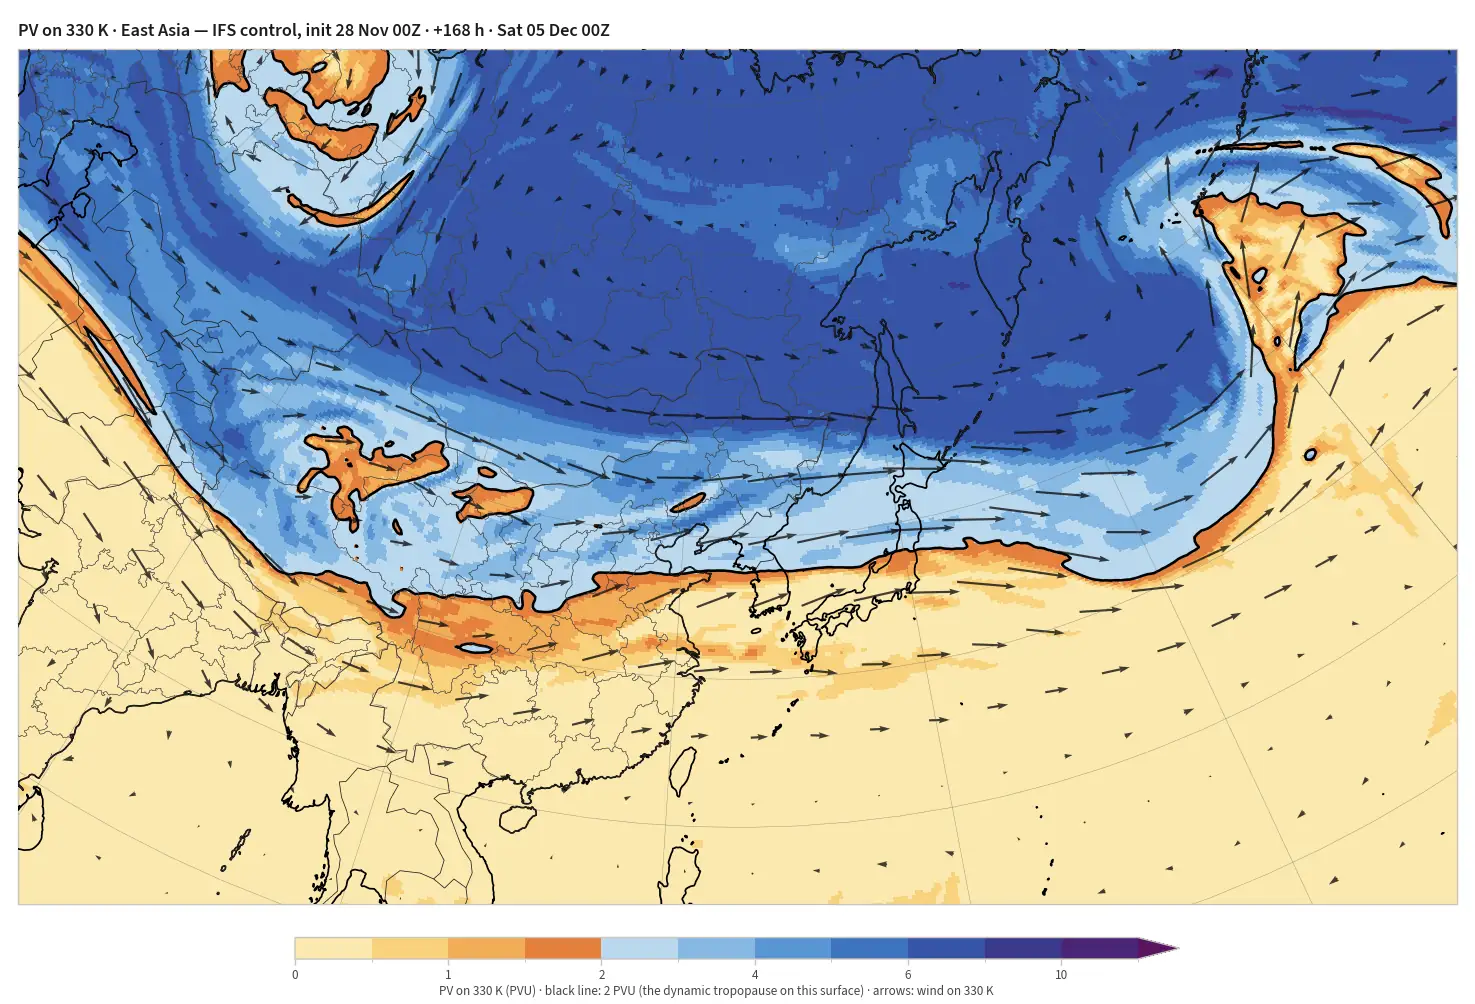 PV on 330 K · East Asia — IFS control, init 28 Nov 00Z · +168 h · Sat 05 Dec 00Z
0 1 2 4 6 10
PV on 330 K (PVU) · black line: 2 PVU (the dynamic tropopause on this surface) · arrows: wind on 330 K